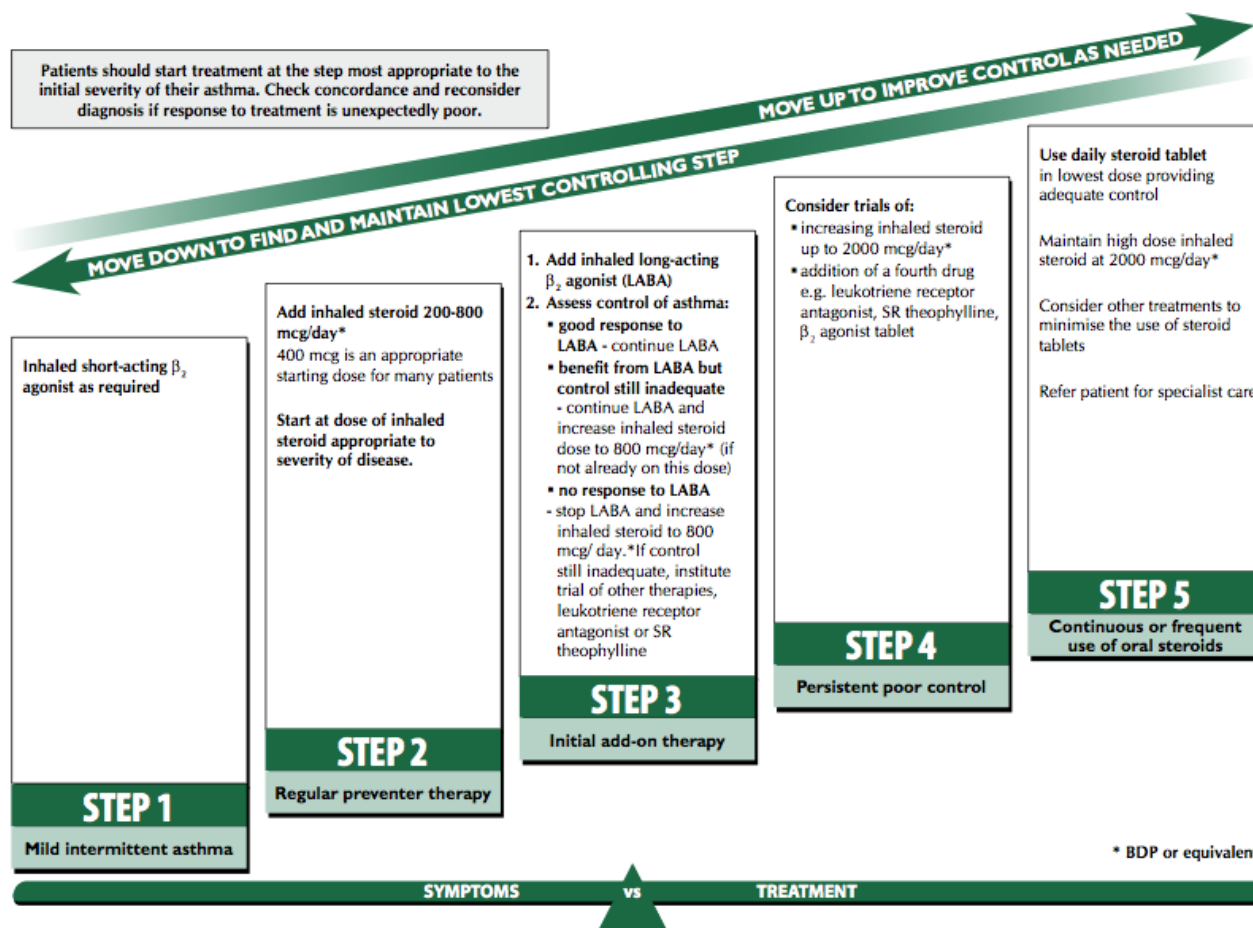 Patients should start treatment at the step most appropriate to the
initial severity of their asthma. Check concordance and reconsider
diagnosis if response to treatment is unexpectedly poor.
MOVE UP TO IMPROVE CONTROL AS NEEDED
MOVE DOWN TO FIND AND MAINTAIN LOWEST CONTROLLING STEP
Inhaled short-acting β₂
agonist as required
STEP 1
Mild intermittent asthma
Add inhaled steroid 200-800
mcg/day*
400 mcg is an appropriate
starting dose for many patients
Start at dose of inhaled
steroid appropriate to
severity of disease.
STEP 2
Regular preventer therapy
1. Add inhaled long-acting
β₂ agonist (LABA)
2. Assess control of asthma:
▪ good response to
LABA - continue LABA
▪ benefit from LABA but
control still inadequate
- continue LABA and
increase inhaled steroid
dose to 800 mcg/day* (if
not already on this dose)
▪ no response to LABA
- stop LABA and increase
inhaled steroid to 800
mcg/ day.*If control
still inadequate, institute
trial of other therapies,
leukotriene receptor
antagonist or SR
theophylline
STEP 3
Initial add-on therapy
Consider trials of:
▪ increasing inhaled steroid
up to 2000 mcg/day*
▪ addition of a fourth drug
e.g. leukotriene receptor
antagonist, SR theophylline,
β₂ agonist tablet
STEP 4
Persistent poor control
Use daily steroid tablet
in lowest dose providing
adequate control
Maintain high dose inhaled
steroid at 2000 mcg/day*
Consider other treatments to
minimise the use of steroid
tablets
Refer patient for specialist care
STEP 5
Continuous or frequent
use of oral steroids
* BDP or equivalent
SYMPTOMS vs TREATMENT